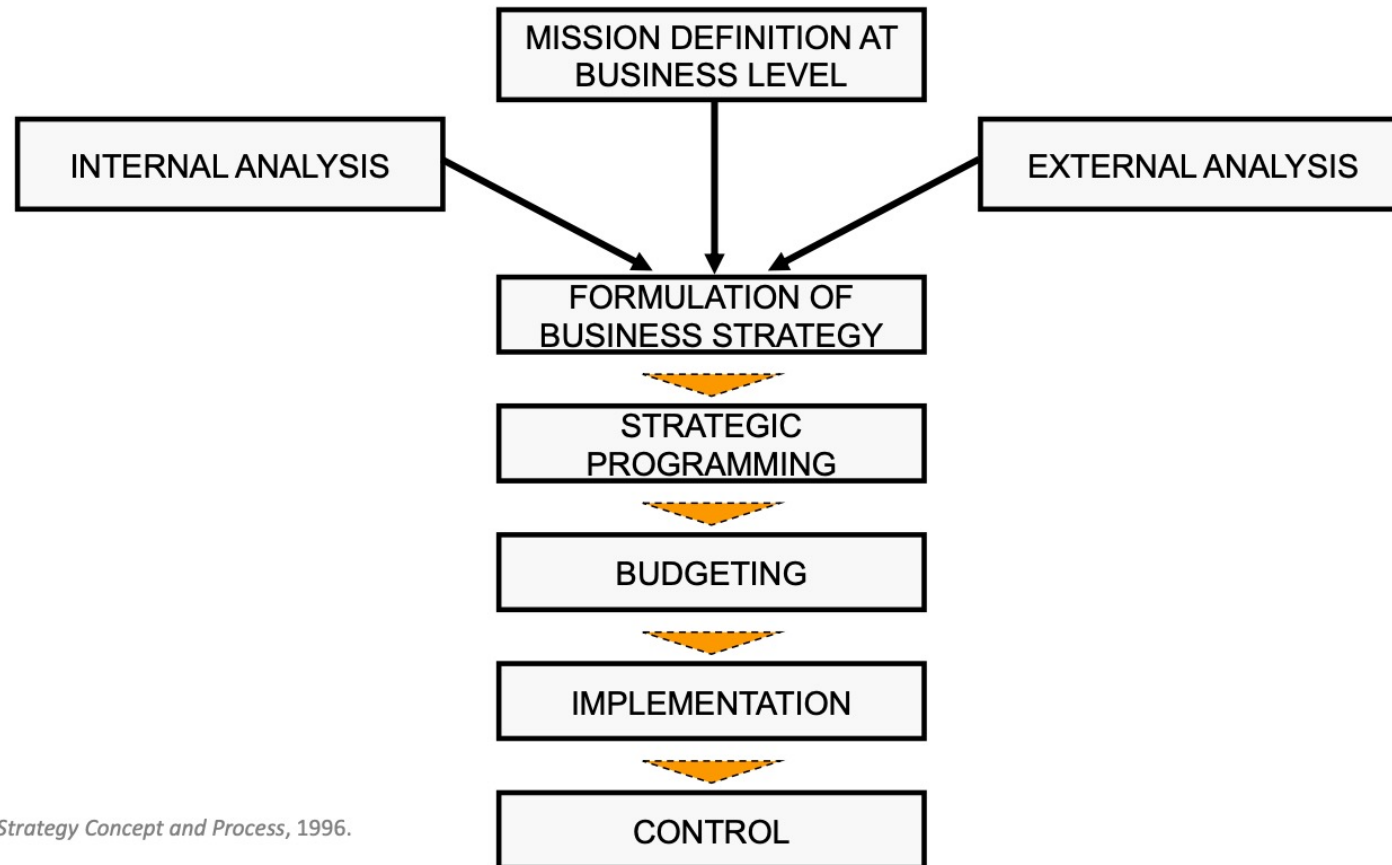 MISSION DEFINITION AT
BUSINESS LEVEL
INTERNAL ANALYSIS
EXTERNAL ANALYSIS
FORMULATION OF
BUSINESS STRATEGY
STRATEGIC
PROGRAMMING
BUDGETING
IMPLEMENTATION
CONTROL
Strategy Concept and Process, 1996.